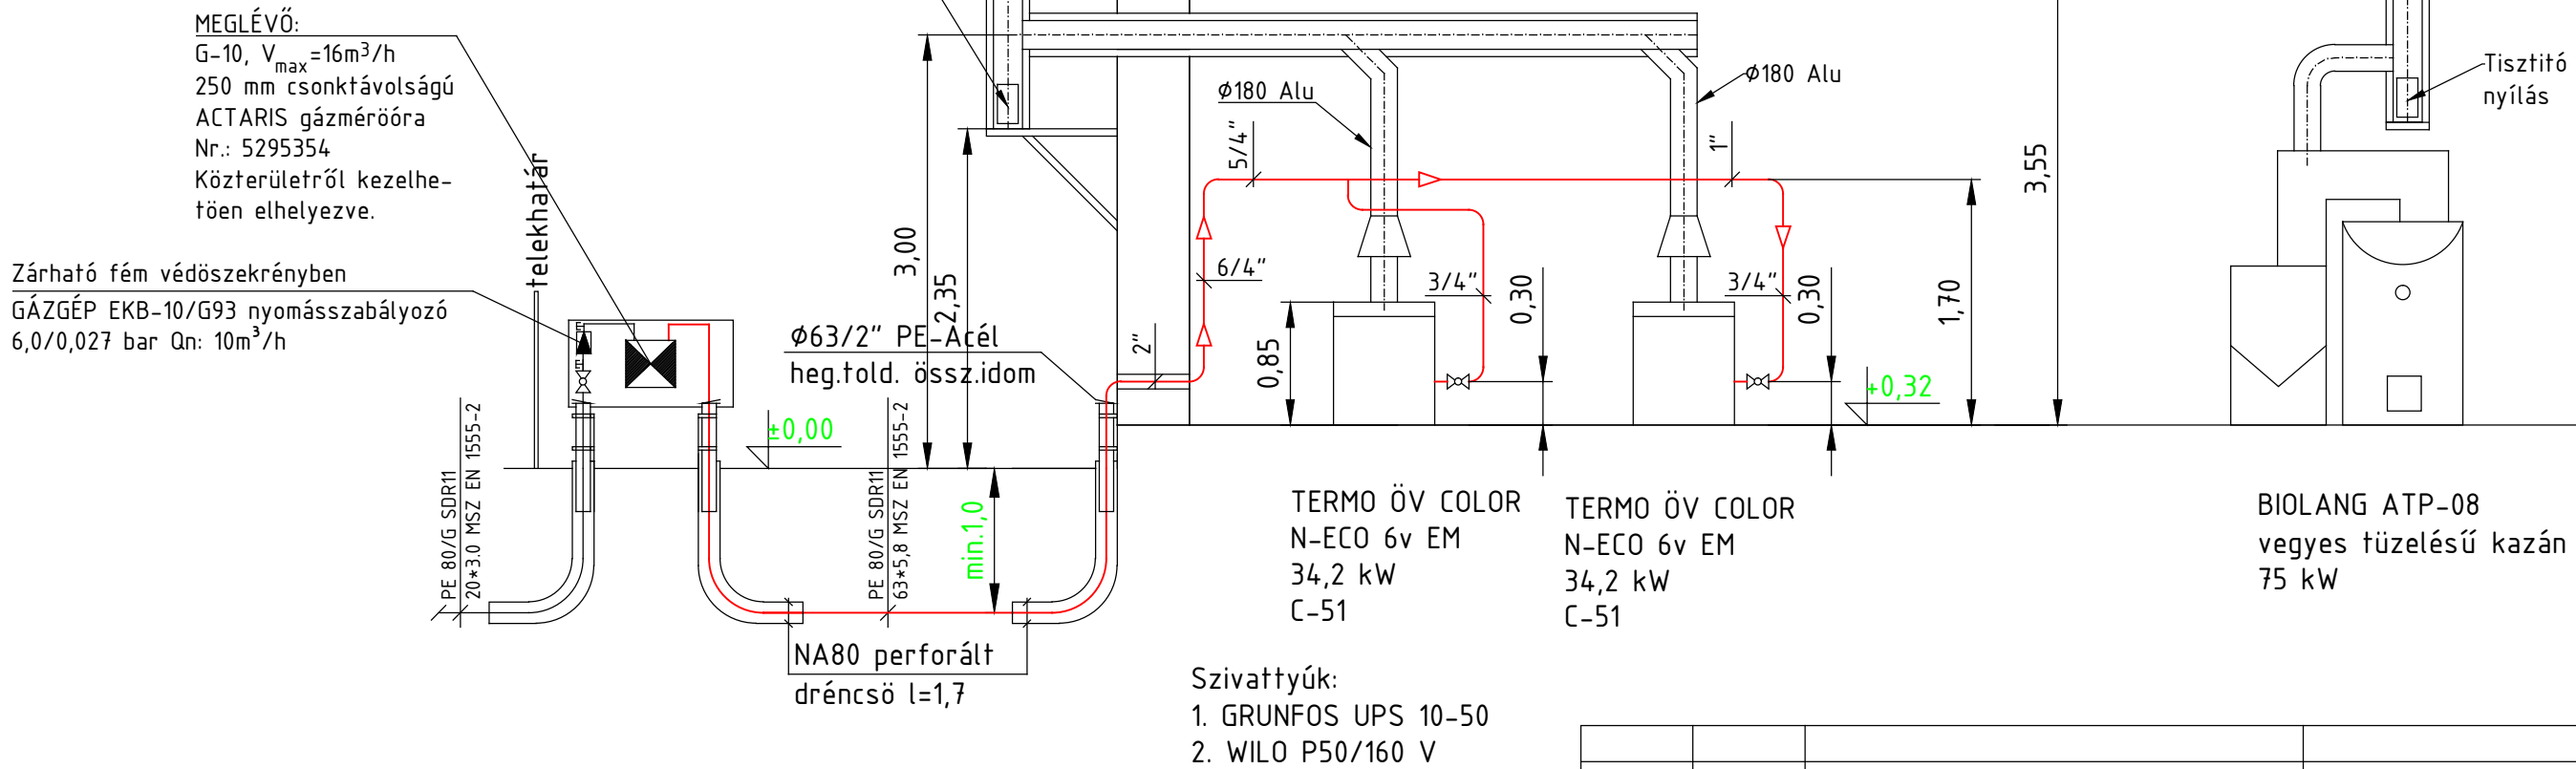 MEGLÉVŐ:
G-10, Vmax=16m³/h
250 mm csonktávolságú
ACTARIS gázmérőóra
Nr.: 5295354
Közterületről kezelhe-
tően elhelyezve.
telekhatár
Zárható fém védőszekrényben
GÁZGÉP EKB-10/G93 nyomásszabályozó
6,0/0,027 bar Qn: 10m³/h
PE 80/G SDR11
20*3.0 MSZ EN 1555-2
±0,00
PE 80/G SDR11
63*5,8 MSZ EN 1555-2
min.1,0
NA80 perforált
dréncső l=1,7
3,00
2,35
Ø63/2" PE-Acél
heg.told. össz.idom
2"
6/4"
5/4"
Ø180 Alu
Ø180 Alu
1"
3/4"
0,30
3/4"
0,30
0,85
1,70
3,55
+0,32
Tisztító
nyílás
TERMO ÖV COLOR
N-ECO 6v EM
34,2 kW
C-51
TERMO ÖV COLOR
N-ECO 6v EM
34,2 kW
C-51
BIOLANG ATP-08
vegyes tüzelésű kazán
75 kW
Szivattyúk:
1. GRUNFOS UPS 10-50
2. WILO P50/160 V